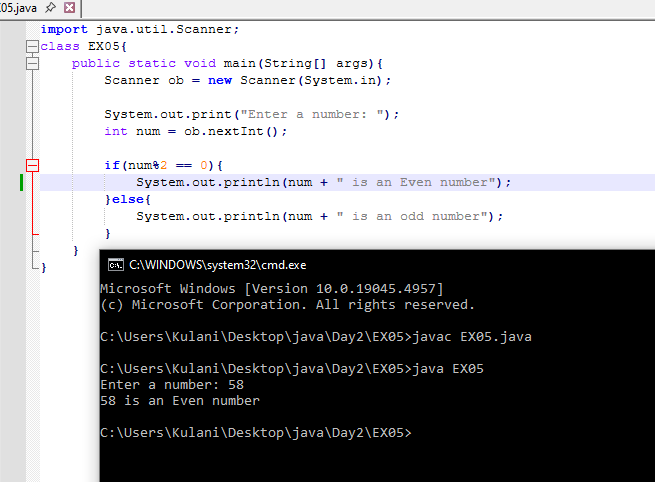 05.java
import java.util.Scanner;
class EX05{
public static void main(String[] args){
Scanner ob = new Scanner(System.in);
System.out.print("Enter a number: ");
int num = ob.nextInt();
if(num%2 == 0){
System.out.println(num + " is an Even number");
}else{
System.out.println(num + " is an odd number");
}
}
}
C:\WINDOWS\system32\cmd.exe
Microsoft Windows [Version 10.0.19045.4957]
(c) Microsoft Corporation. All rights reserved.
C:\Users\Kulani\Desktop\java\Day2\EX05>javac EX05.java
C:\Users\Kulani\Desktop\java\Day2\EX05>java EX05
Enter a number: 58
58 is an Even number
C:\Users\Kulani\Desktop\java\Day2\EX05>